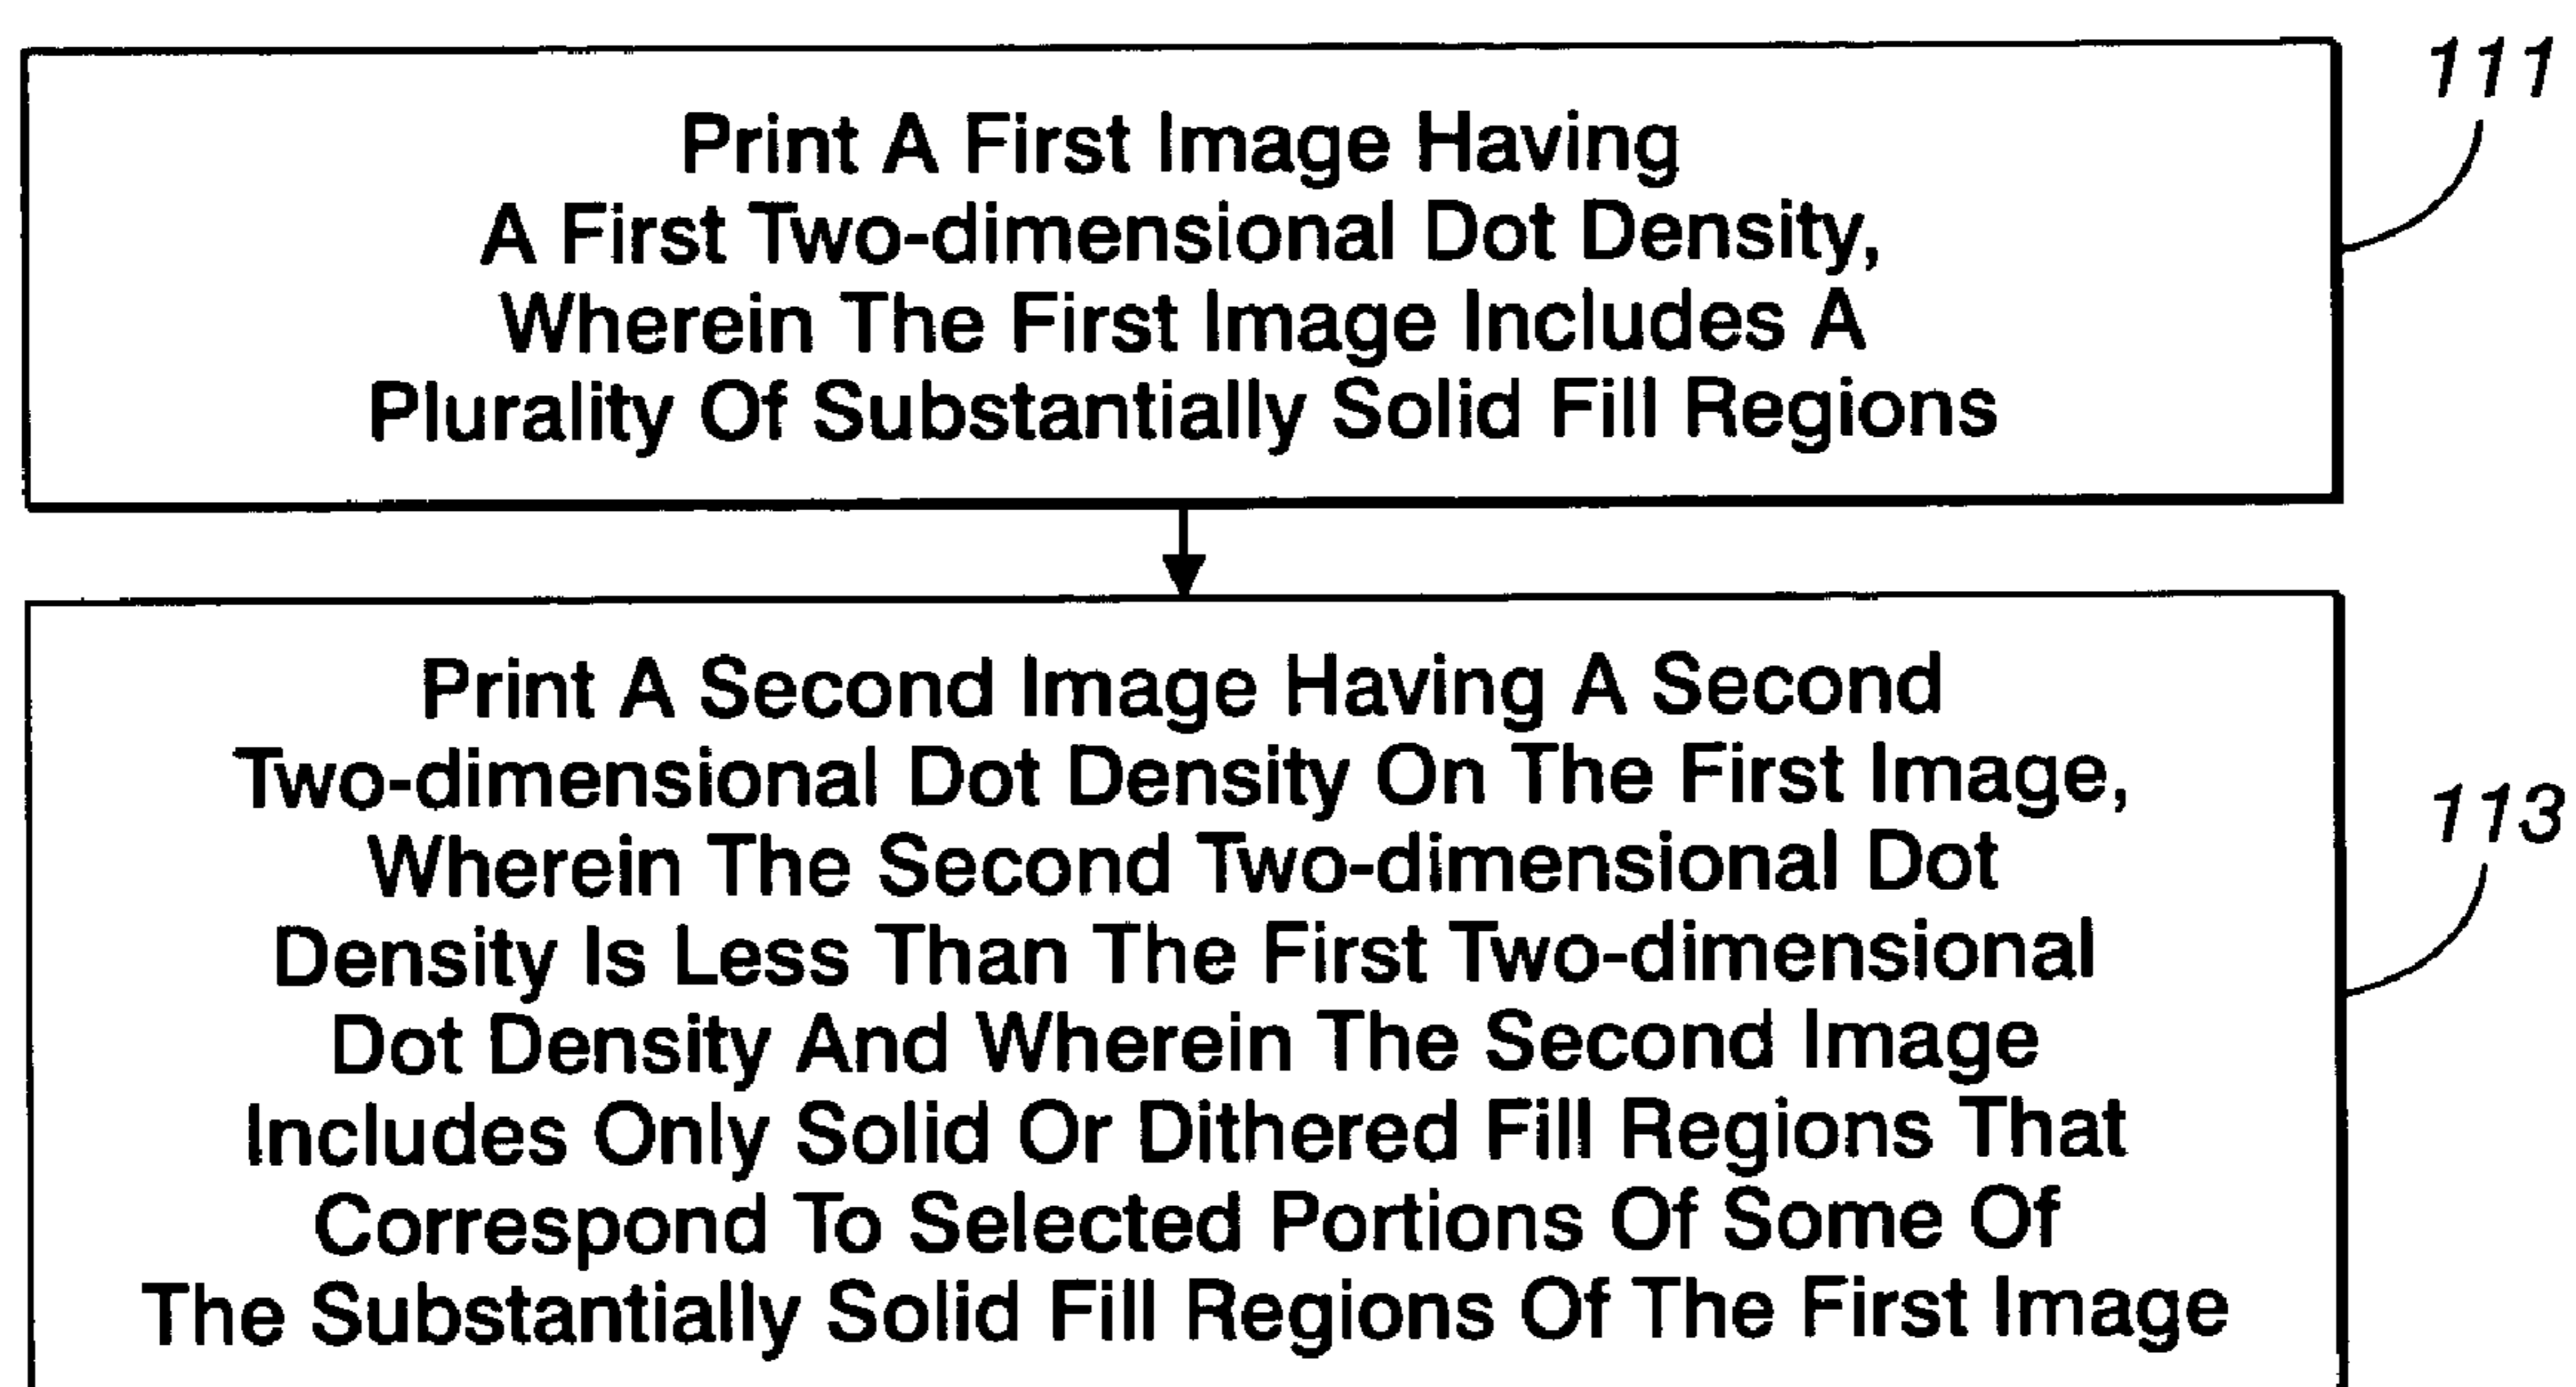 Print A First Image Having
A First Two-dimensional Dot Density,
Wherein The First Image Includes A
Plurality Of Substantially Solid Fill Regions
111
Print A Second Image Having A Second
Two-dimensional Dot Density On The First Image,
Wherein The Second Two-dimensional Dot
Density Is Less Than The First Two-dimensional
Dot Density And Wherein The Second Image
Includes Only Solid Or Dithered Fill Regions That
Correspond To Selected Portions Of Some Of
The Substantially Solid Fill Regions Of The First Image
113